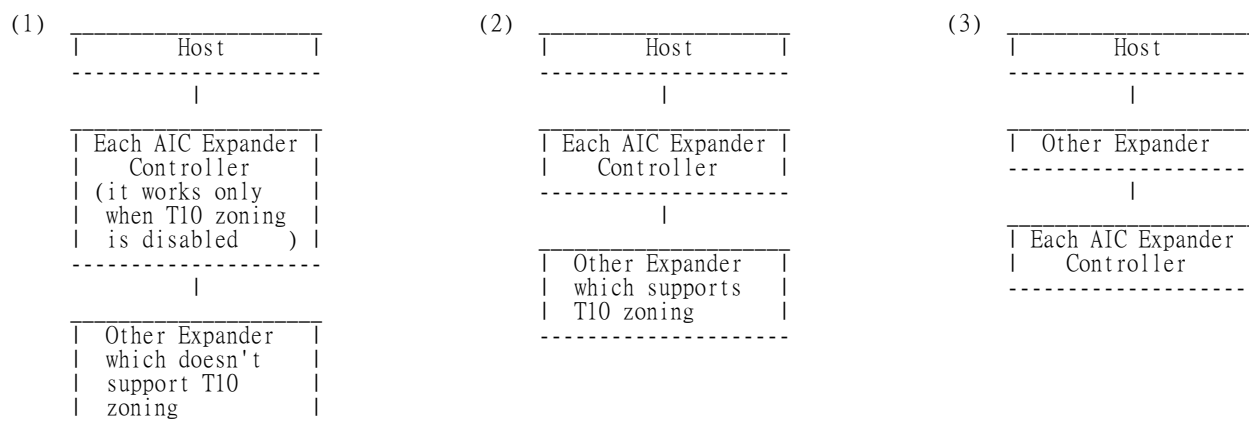 (1)
Host
Each AIC Expander
Controller
(it works only
when T10 zoning
is disabled )
Other Expander
which doesn't
support T10
zoning
(2)
Host
Each AIC Expander
Controller
Other Expander
which supports
T10 zoning
(3)
Host
Other Expander
Each AIC Expander
Controller